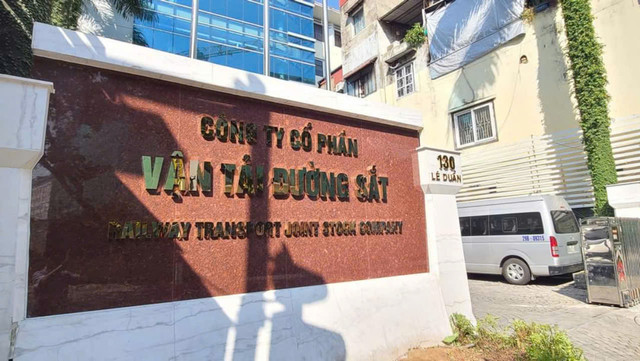 CÔNG TY CỔ PHẦN
VẬN TẢI ĐƯỜNG SẮT
RAILWAY TRANSPORT JOINT STOCK COMPANY
130
LÊ DUẨN